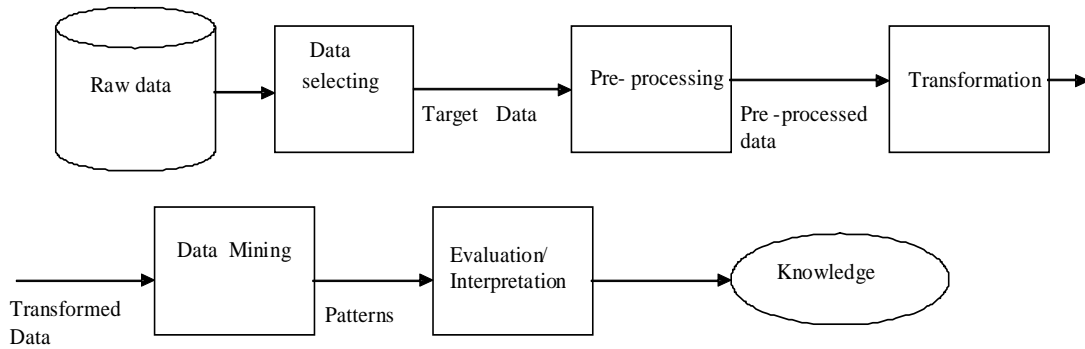 Raw data
Data
selecting
Target Data
Pre- processing
Pre -processed
data
Transformation
Transformed
Data
Data Mining
Patterns
Evaluation/
Interpretation
Knowledge